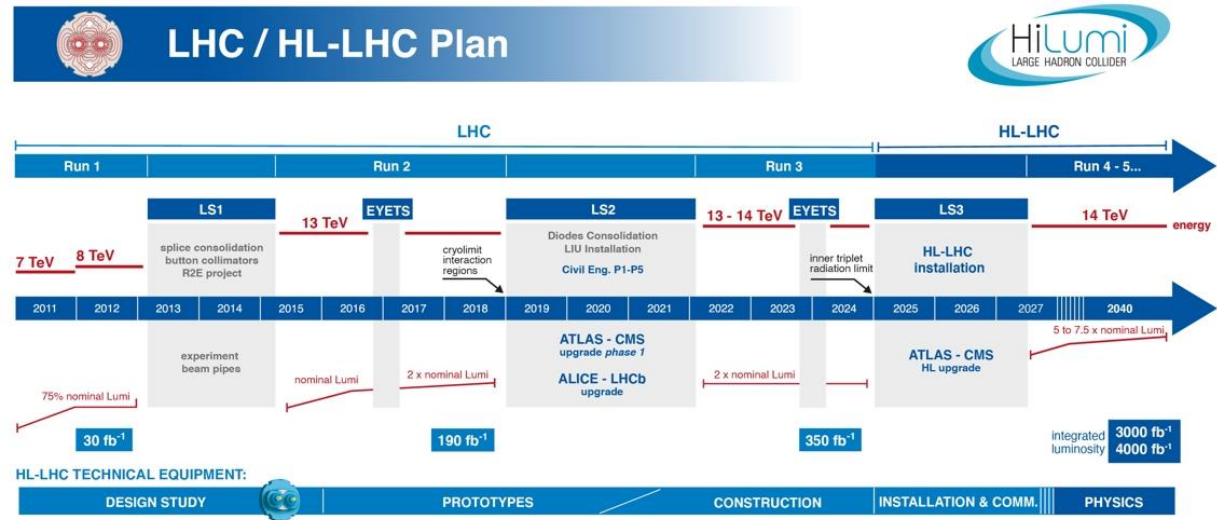 LHC / HL-LHC Plan
HiLumi
LARGE HADRON COLLIDER
LHC
HL-LHC
Run 1
Run 2
Run 3
Run 4 - 5...
LS1
EYETS
LS2
EYETS
LS3
13 TeV
13 - 14 TeV
14 TeV
energy
7 TeV
8 TeV
splice consolidation
button collimators
R2E project
cryolimit
interaction
regions
Diodes Consolidation
LIU Installation
Civil Eng. P1-P5
inner triplet
radiation limit
HL-LHC
installation
2011 2012 2013 2014 2015 2016 2017 2018 2019 2020 2021 2022 2023 2024 2025 2026 2027 2040
experiment
beam pipes
75% nominal Lumi
nominal Lumi
2 x nominal Lumi
ATLAS - CMS
upgrade phase 1
ALICE - LHCb
upgrade
2 x nominal Lumi
ATLAS - CMS
HL upgrade
5 to 7.5 x nominal Lumi
30 fb⁻¹
190 fb⁻¹
350 fb⁻¹
integrated
luminosity
3000 fb⁻¹
4000 fb⁻¹
HL-LHC TECHNICAL EQUIPMENT:
DESIGN STUDY
PROTOTYPES
CONSTRUCTION
INSTALLATION & COMM.
PHYSICS